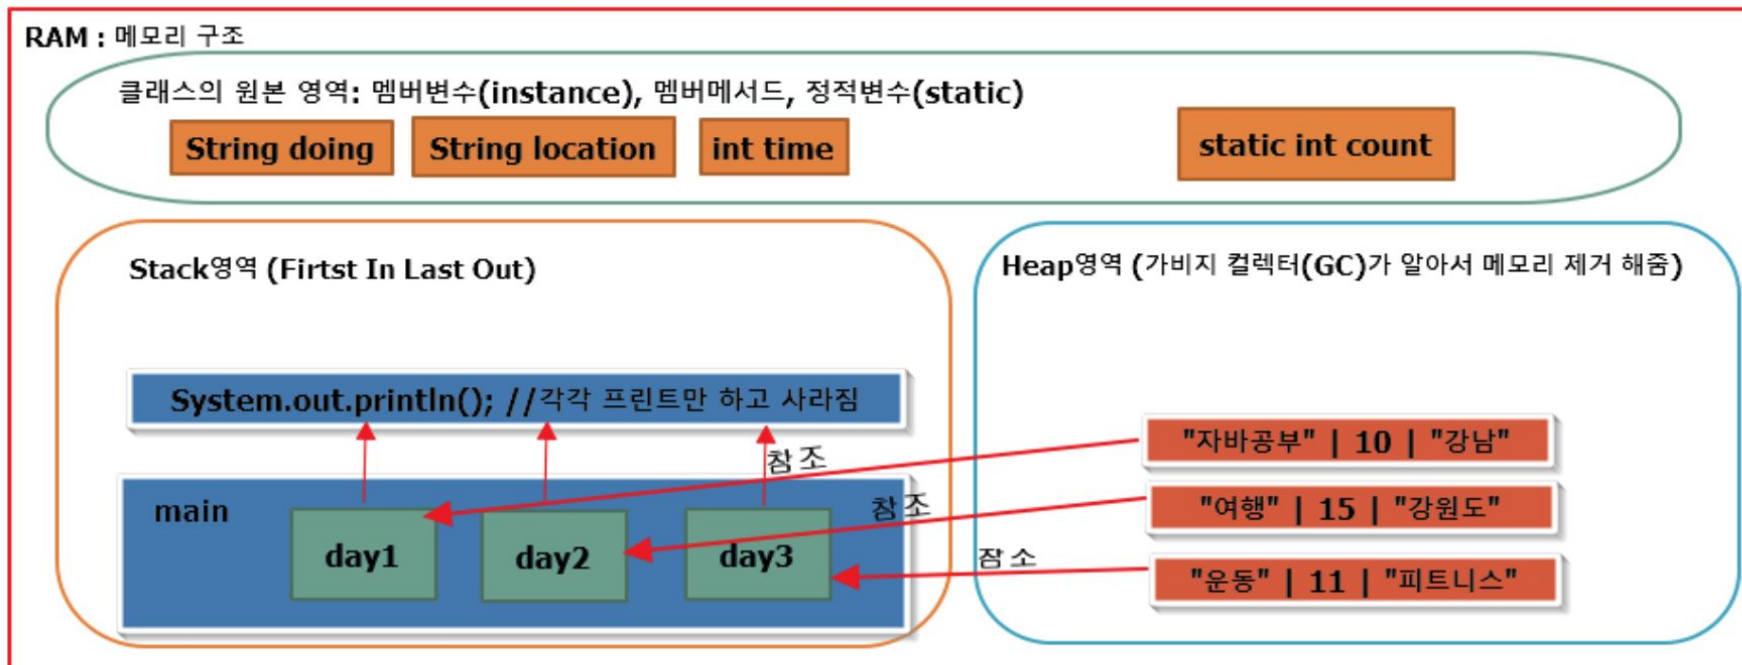 RAM : 메모리 구조
클래스의 원본 영역: 멤버변수(instance), 멤버메서드, 정적변수(static)
String doing
String location
int time
static int count
Stack영역 (Firtst In Last Out)
System.out.println(); //각각 프린트만 하고 사라짐
main
day1
day2
day3
Heap영역 (가비지 컬렉터(GC)가 알아서 메모리 제거 해줌)
"자바공부" | 10 | "강남"
"여행" | 15 | "강원도"
"운동" | 11 | "피트니스"
참조
참조
잠소